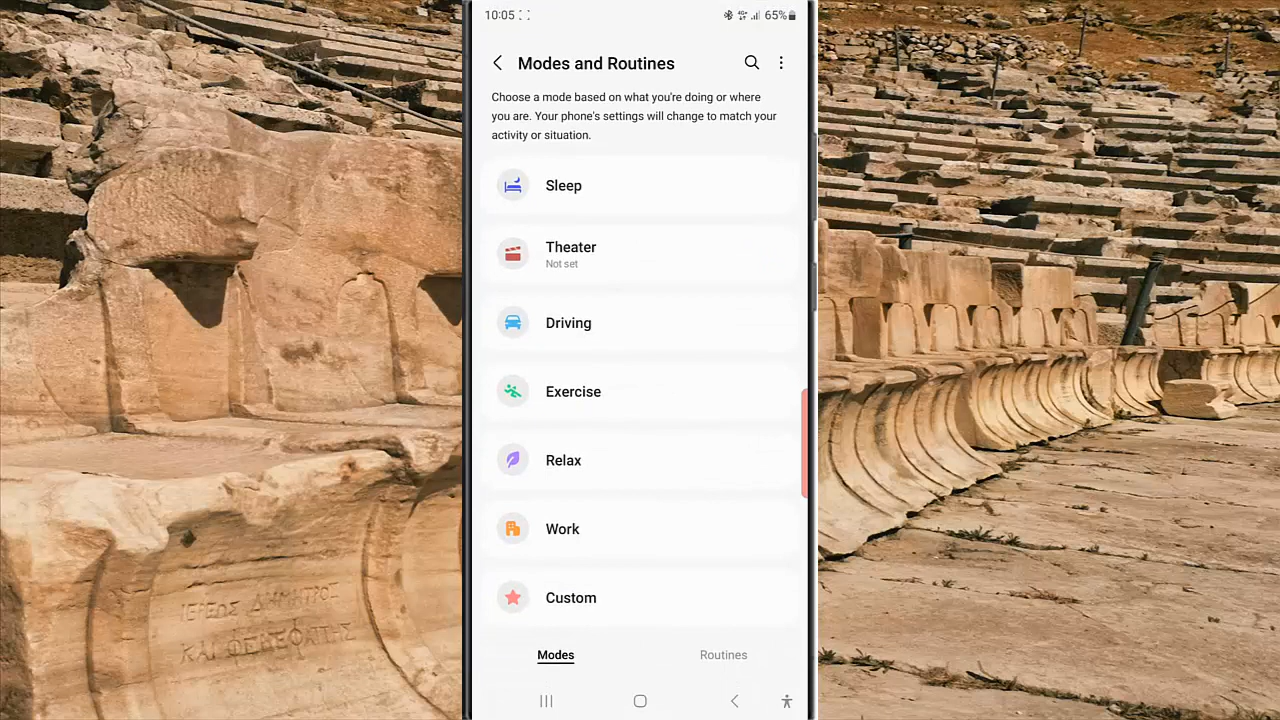 10:05
65%
Modes and Routines
Choose a mode based on what you're doing or where
you are. Your phone's settings will change to match your
activity or situation.
Sleep
Theater
Not set
Driving
Exercise
Relax
Work
Custom
Modes
Routines
ΙΕΡΕΩΣ ΔΗΜΗΤΡΟΣ
ΚΑΙ